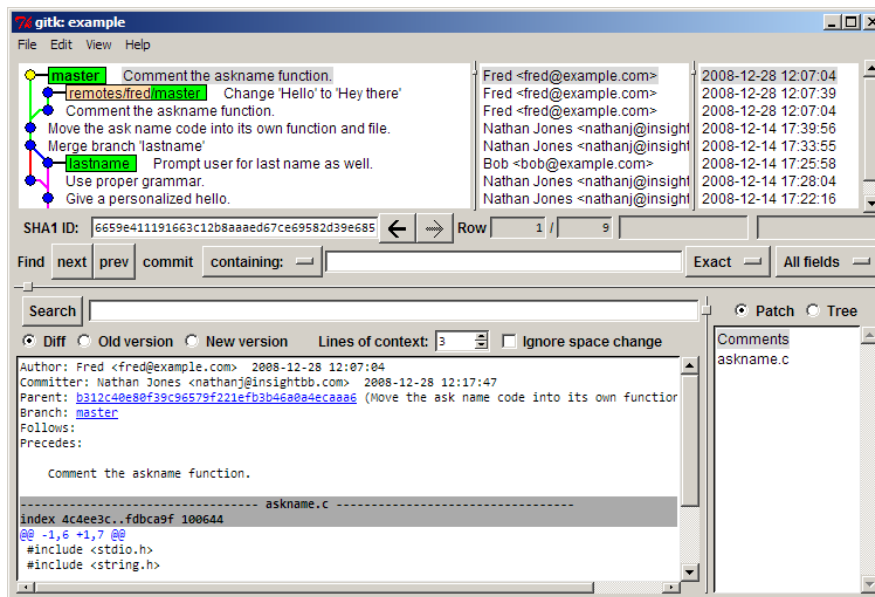 gitk: example
File Edit View Help
master Comment the askname function. Fred <fred@example.com> 2008-12-28 12:07:04
remotes/fred/master Change 'Hello' to 'Hey there' Fred <fred@example.com> 2008-12-28 12:07:39
Comment the askname function. Fred <fred@example.com> 2008-12-28 12:07:04
Move the ask name code into its own function and file. Nathan Jones <nathanj@insight 2008-12-14 17:39:56
Merge branch 'lastname' Nathan Jones <nathanj@insight 2008-12-14 17:33:55
lastname Prompt user for last name as well. Bob <bob@example.com> 2008-12-14 17:25:58
Use proper grammar. Nathan Jones <nathanj@insight 2008-12-14 17:28:04
Give a personalized hello. Nathan Jones <nathanj@insight 2008-12-14 17:22:16
SHA1 ID: 6659e411191663c12b8aaaed67ce69582d39e685 Row 1 / 9
Find next prev commit containing: Exact All fields
Search Patch Tree
Diff Old version New version Lines of context: 3 Ignore space change
Comments
askname.c
Author: Fred <fred@example.com> 2008-12-28 12:07:04
Committer: Nathan Jones <nathanj@insightbb.com> 2008-12-28 12:17:47
Parent: b312c40e80f39c96579f221efb3b46a0a4ecaaa6 (Move the ask name code into its own function
Branch: master
Follows:
Precedes:
Comment the askname function.
------------------------------- askname.c -------------------------------
index 4c4ee3c..fdbca9f 100644
@@ -1,6 +1,7 @@
#include <stdio.h>
#include <string.h>